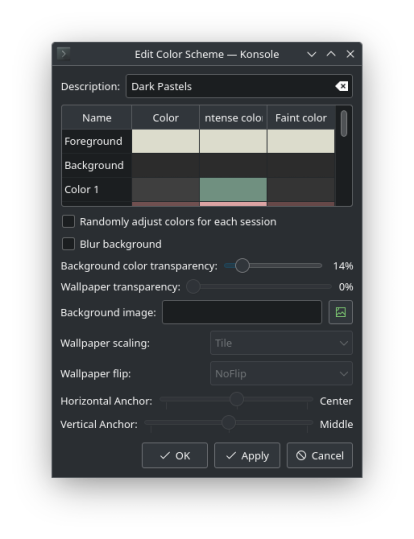 Edit Color Scheme — Konsole
Description: Dark Pastels
Name Color ntense color Faint color
Foreground
Background
Color 1
Randomly adjust colors for each session
Blur background
Background color transparency: 14%
Wallpaper transparency: 0%
Background image:
Wallpaper scaling: Tile
Wallpaper flip: NoFlip
Horizontal Anchor: Center
Vertical Anchor: Middle
OK Apply Cancel